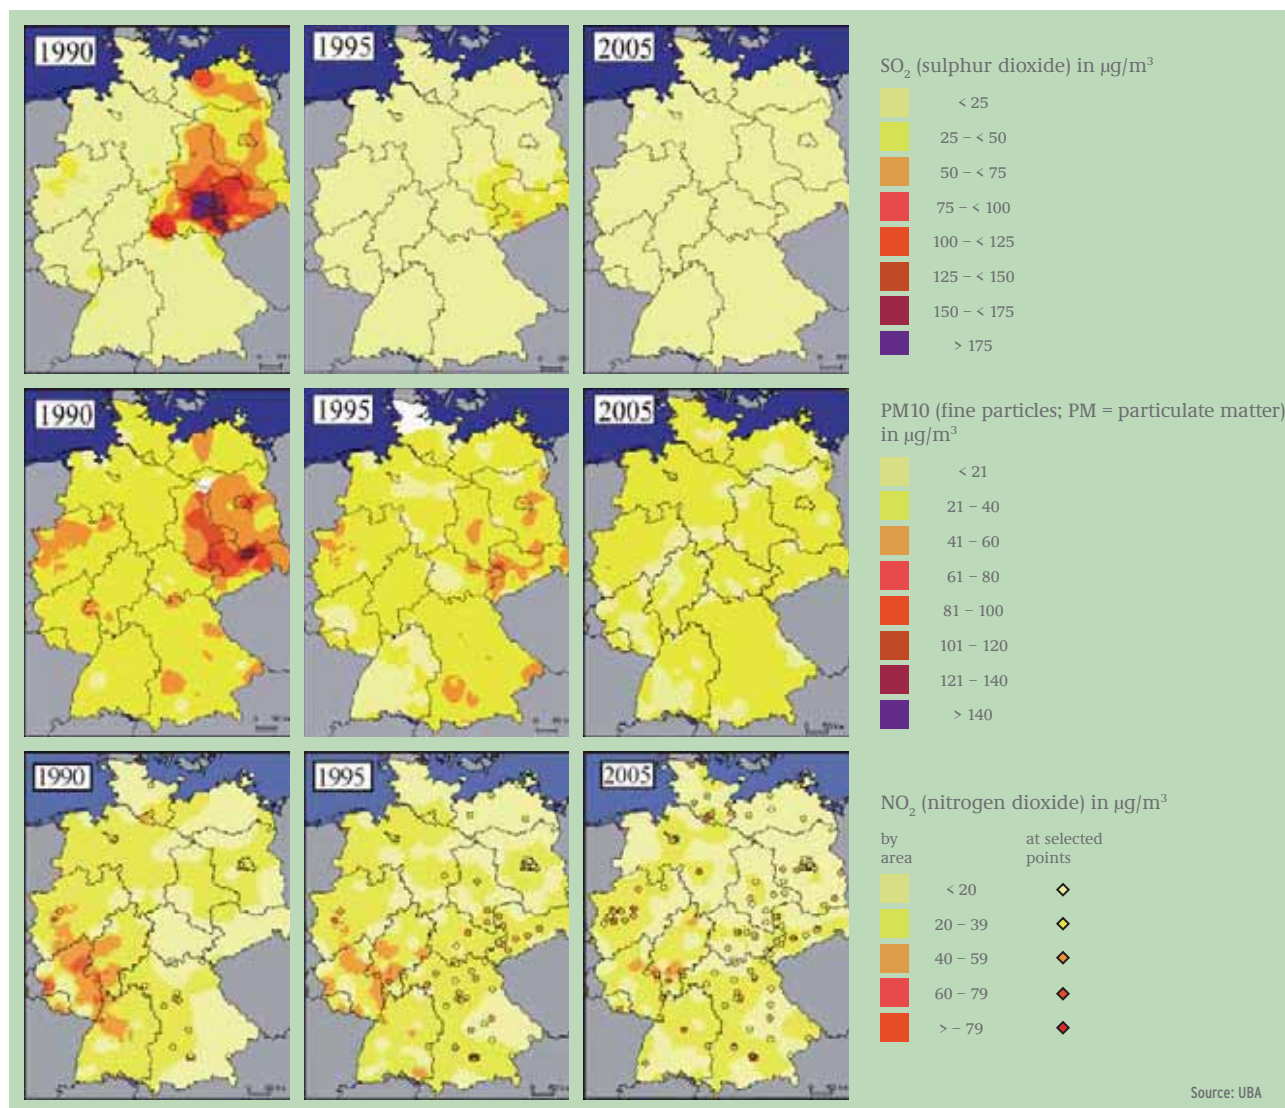 1990
1995
2005
SO₂ (sulphur dioxide) in µg/m³
< 25
25 – < 50
50 – < 75
75 – < 100
100 – < 125
125 – < 150
150 – < 175
> 175
1990
1995
2005
PM10 (fine particles; PM = particulate matter)
in µg/m³
< 21
21 – 40
41 – 60
61 – 80
81 – 100
101 – 120
121 – 140
> 140
1990
1995
2005
NO₂ (nitrogen dioxide) in µg/m³
by
area
at selected
points
< 20
20 – 39
40 – 59
60 – 79
> – 79
Source: UBA